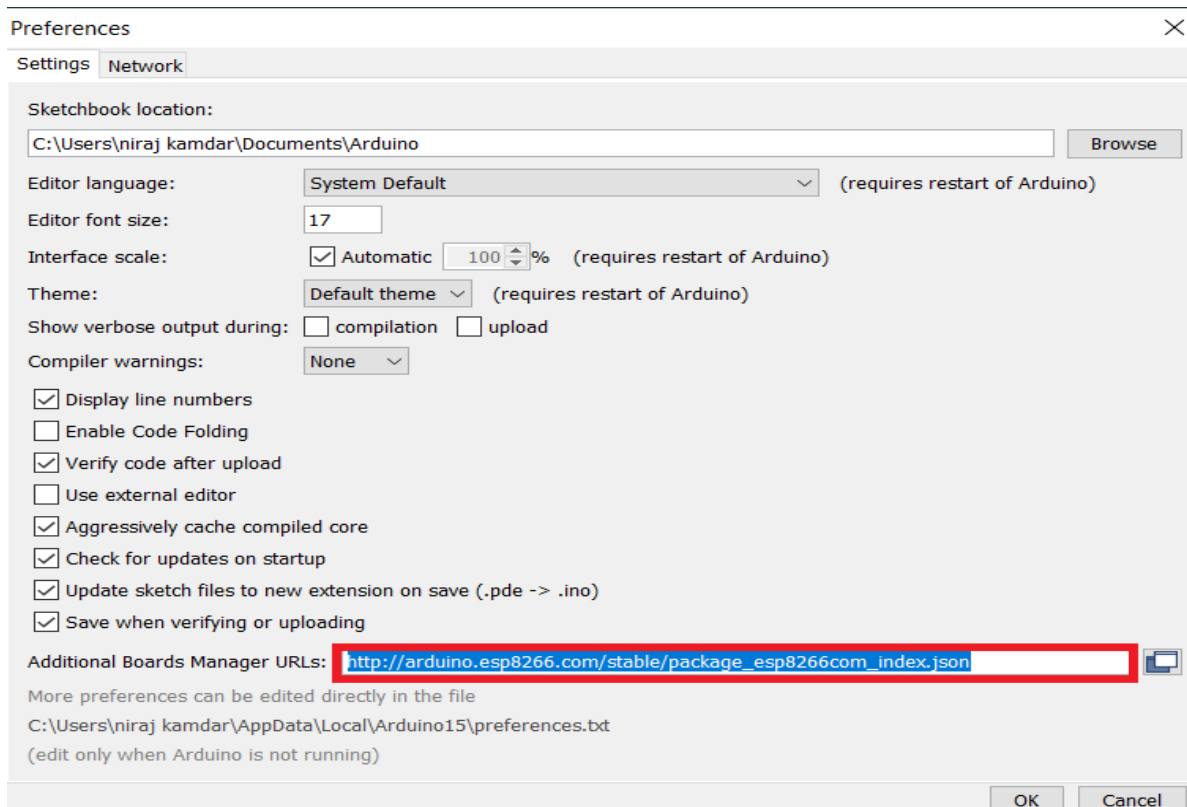 Preferences
Settings Network
Sketchbook location:
C:\Users\niraj kamdar\Documents\Arduino Browse
Editor language: System Default (requires restart of Arduino)
Editor font size: 17
Interface scale: Automatic 100 % (requires restart of Arduino)
Theme: Default theme (requires restart of Arduino)
Show verbose output during: compilation upload
Compiler warnings: None
Display line numbers
Enable Code Folding
Verify code after upload
Use external editor
Aggressively cache compiled core
Check for updates on startup
Update sketch files to new extension on save (.pde -> .ino)
Save when verifying or uploading
Additional Boards Manager URLs: http://arduino.esp8266.com/stable/package_esp8266com_index.json
More preferences can be edited directly in the file
C:\Users\niraj kamdar\AppData\Local\Arduino15\preferences.txt
(edit only when Arduino is not running)
OK Cancel